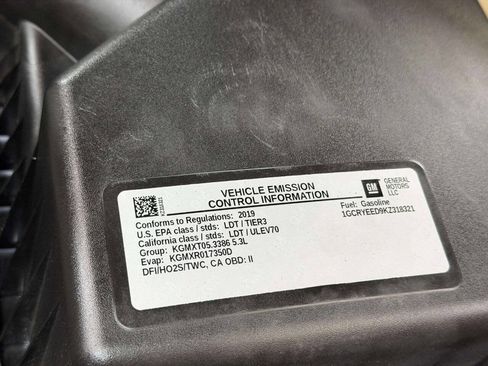 VEHICLE EMISSION
CONTROL INFORMATION
GM
GENERAL
MOTORS
LLC
Conforms to Regulations: 2019
Fuel: Gasoline
U.S. EPA class / stds: LDT / TIER3
1GCRYEED9KZ318321
California class / stds: LDT / ULEV70
Group: KGMXT05.3386 5.3L
Evap: KGMXR017350D
DFI/HO2S/TWC, CA OBD: II